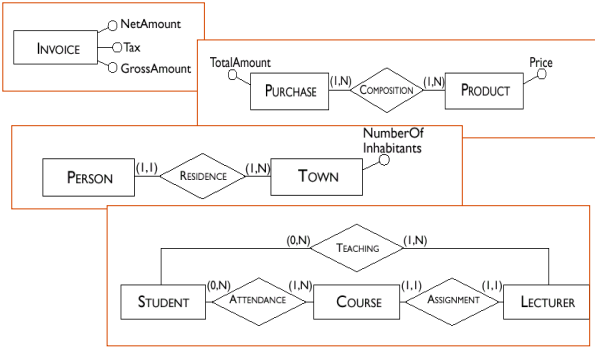 NetAmount
INVOICE
Tax
GrossAmount
TotalAmount
Price
PURCHASE
(1,N)
COMPOSITION
(1,N)
PRODUCT
NumberOf
Inhabitants
PERSON
(1,1)
RESIDENCE
(1,N)
TOWN
(0,N)
TEACHING
(1,N)
STUDENT
(0,N)
ATTENDANCE
(1,N)
COURSE
(1,1)
ASSIGNMENT
(1,1)
LECTURER